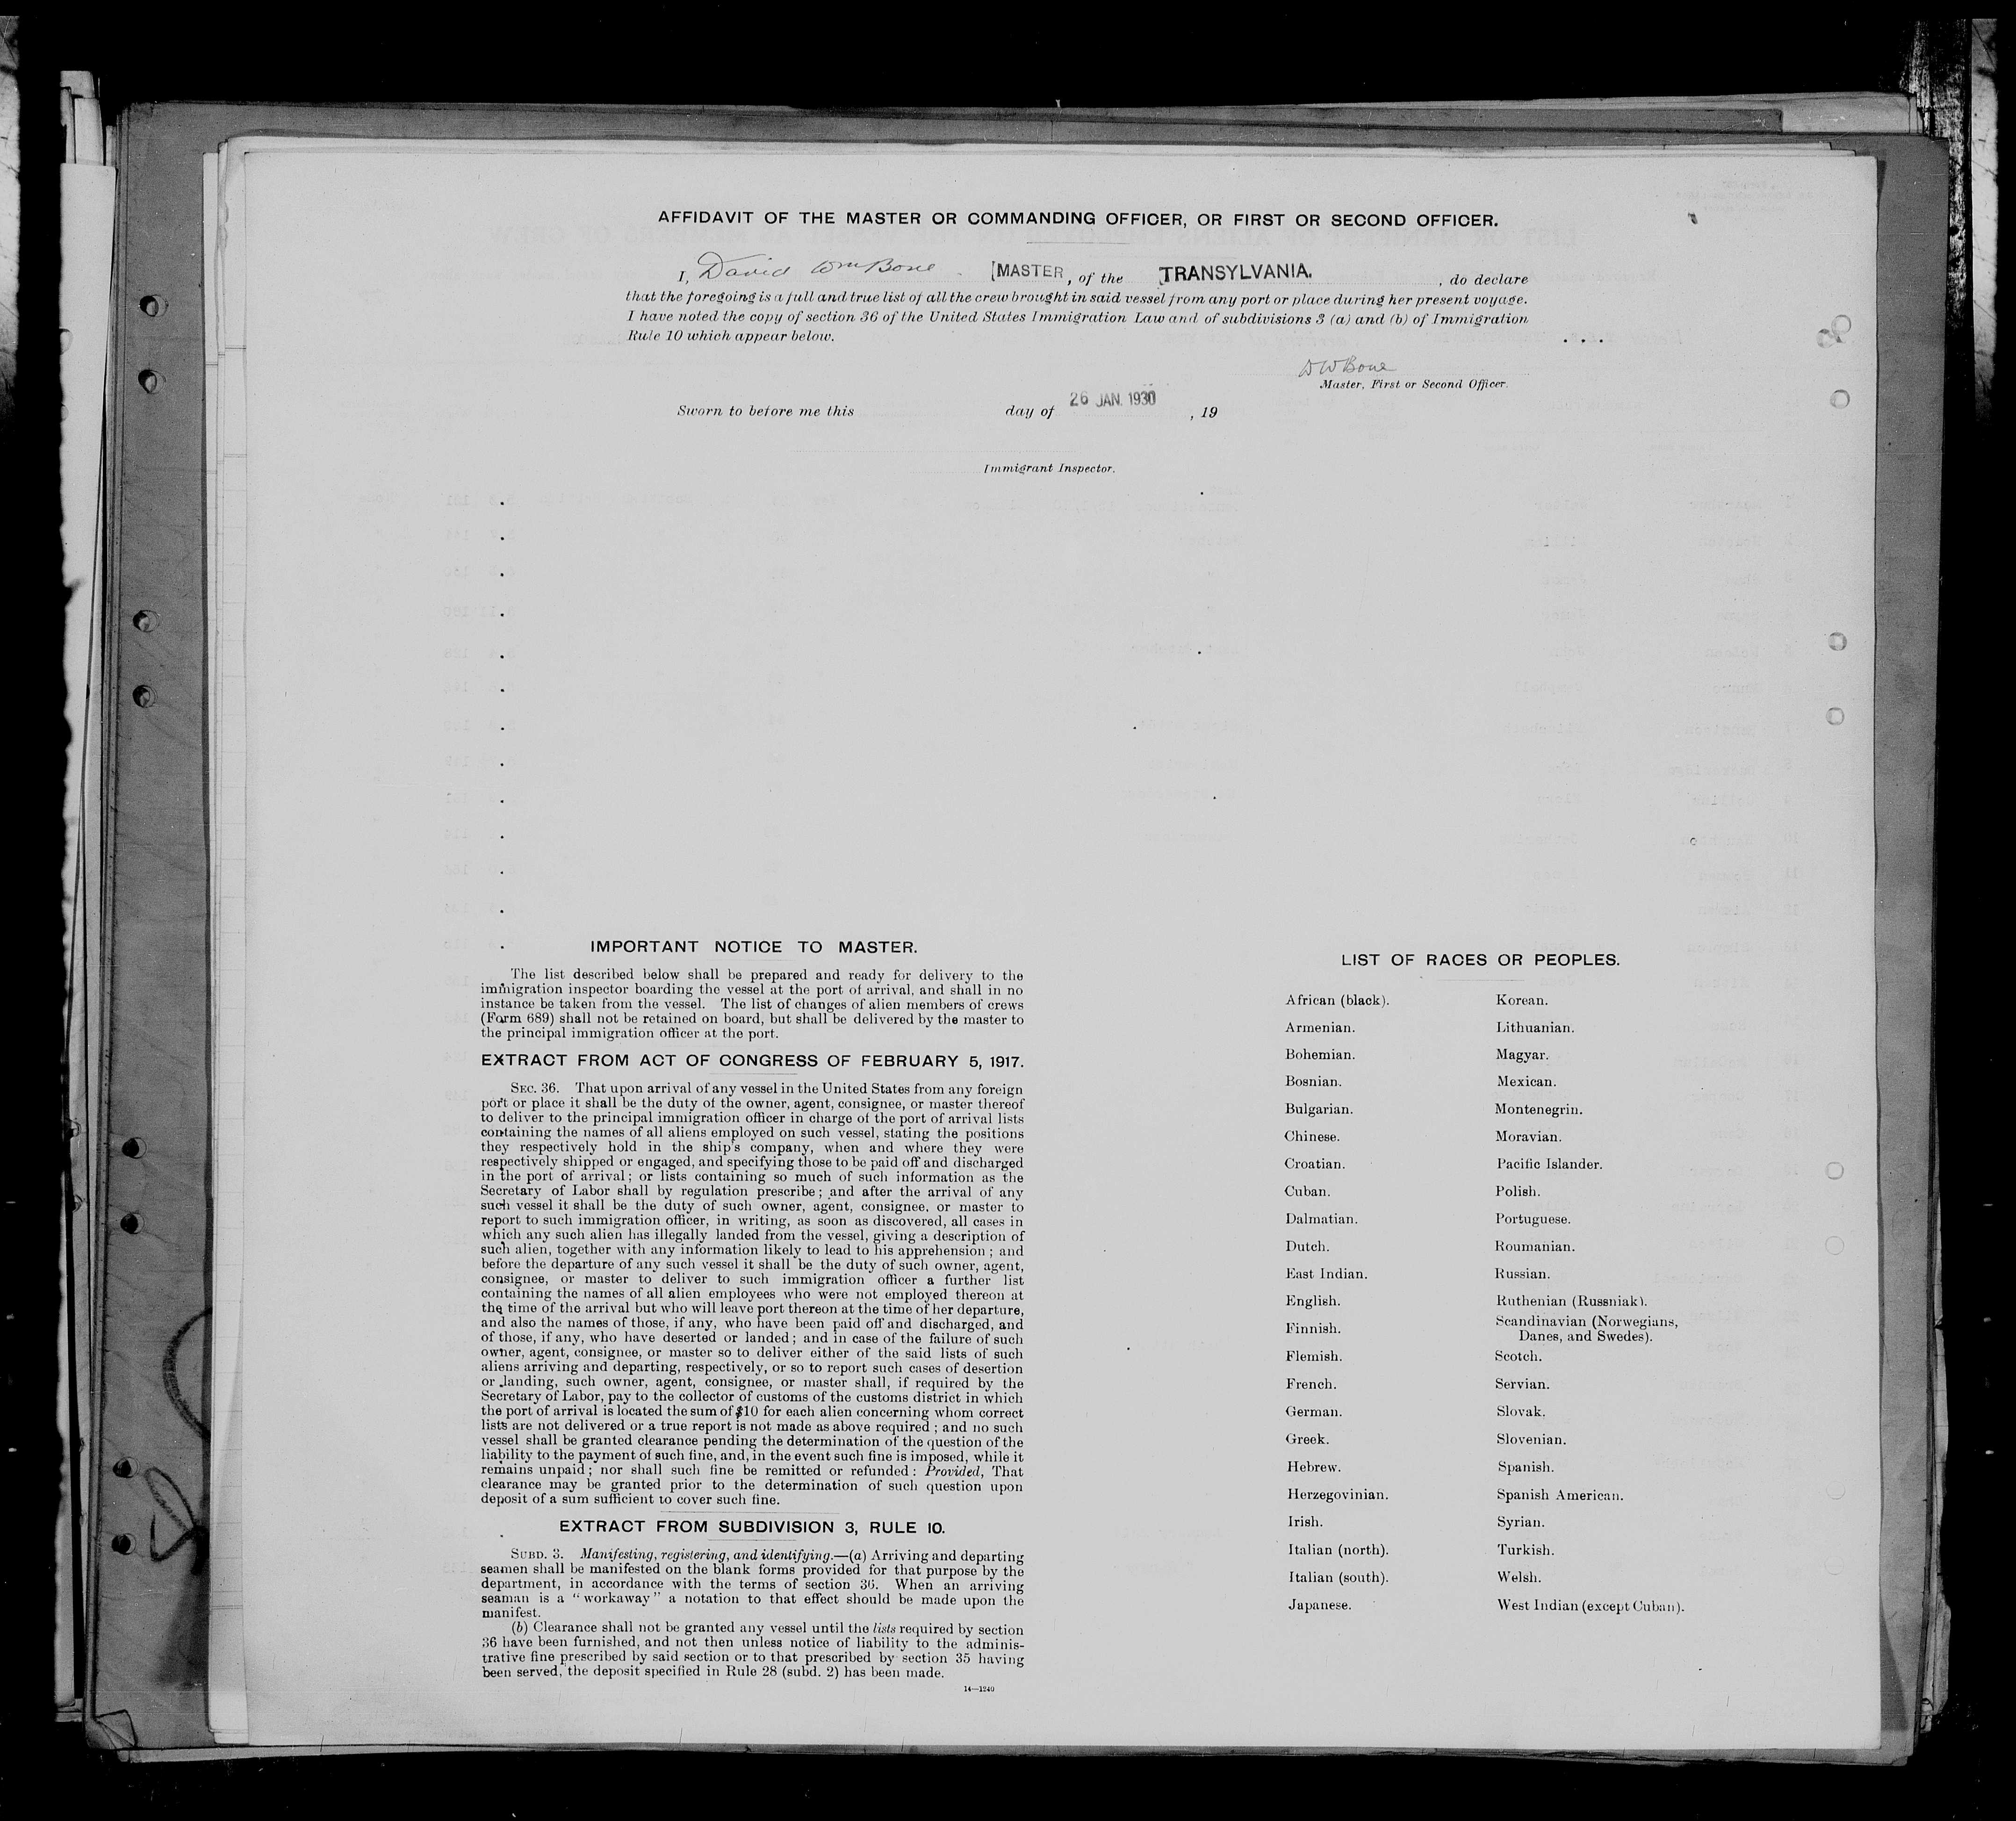 AFFIDAVIT OF THE MASTER OR COMMANDING OFFICER, OR FIRST OR SECOND OFFICER.
I, David Wm Bone MASTER, of the TRANSYLVANIA. , do declare
that the foregoing is a full and true list of all the crew brought in said vessel from any port or place during her present voyage.
I have noted the copy of section 36 of the United States Immigration Law and of subdivisions 3 (a) and (b) of Immigration
Rule 10 which appear below.
DW Bone
Master, First or Second Officer.
Sworn to before me this day of 26 JAN. 1930 , 19
Immigrant Inspector.
IMPORTANT NOTICE TO MASTER.
The list described below shall be prepared and ready for delivery to the
immigration inspector boarding the vessel at the port of arrival, and shall in no
instance be taken from the vessel. The list of changes of alien members of crews
(Form 689) shall not be retained on board, but shall be delivered by the master to
the principal immigration officer at the port.
EXTRACT FROM ACT OF CONGRESS OF FEBRUARY 5, 1917.
SEC. 36. That upon arrival of any vessel in the United States from any foreign
port or place it shall be the duty of the owner, agent, consignee, or master thereof
to deliver to the principal immigration officer in charge of the port of arrival lists
containing the names of all aliens employed on such vessel, stating the positions
they respectively hold in the ship's company, when and where they were
respectively shipped or engaged, and specifying those to be paid off and discharged
in the port of arrival; or lists containing so much of such information as the
Secretary of Labor shall by regulation prescribe; and after the arrival of any
such vessel it shall be the duty of such owner, agent, consignee, or master to
report to such immigration officer, in writing, as soon as discovered, all cases in
which any such alien has illegally landed from the vessel, giving a description of
such alien, together with any information likely to lead to his apprehension; and
before the departure of any such vessel it shall be the duty of such owner, agent,
consignee, or master to deliver to such immigration officer a further list
containing the names of all alien employees who were not employed thereon at
the time of the arrival but who will leave port thereon at the time of her departure,
and also the names of those, if any, who have been paid off and discharged, and
of those, if any, who have deserted or landed; and in case of the failure of such
owner, agent, consignee, or master so to deliver either of the said lists of such
aliens arriving and departing, respectively, or so to report such cases of desertion
or landing, such owner, agent, consignee, or master shall, if required by the
Secretary of Labor, pay to the collector of customs of the customs district in which
the port of arrival is located the sum of $10 for each alien concerning whom correct
lists are not delivered or a true report is not made as above required; and no such
vessel shall be granted clearance pending the determination of the question of the
liability to the payment of such fine, and, in the event such fine is imposed, while it
remains unpaid; nor shall such fine be remitted or refunded: Provided, That
clearance may be granted prior to the determination of such question upon
deposit of a sum sufficient to cover such fine.
EXTRACT FROM SUBDIVISION 3, RULE 10.
SUBD. 3. Manifesting, registering, and identifying.—(a) Arriving and departing
seamen shall be manifested on the blank forms provided for that purpose by the
department, in accordance with the terms of section 36. When an arriving
seaman is a "workaway" a notation to that effect should be made upon the
manifest.
(b) Clearance shall not be granted any vessel until the lists required by section
36 have been furnished, and not then unless notice of liability to the adminis-
trative fine prescribed by said section or to that prescribed by section 35 having
been served, the deposit specified in Rule 28 (subd. 2) has been made.
14—1240
LIST OF RACES OR PEOPLES.
African (black).
Armenian.
Bohemian.
Bosnian.
Bulgarian.
Chinese.
Croatian.
Cuban.
Dalmatian.
Dutch.
East Indian.
English.
Finnish.
Flemish.
French.
German.
Greek.
Hebrew.
Herzegovinian.
Irish.
Italian (north).
Italian (south).
Japanese.
Korean.
Lithuanian.
Magyar.
Mexican.
Montenegrin.
Moravian.
Pacific Islander.
Polish.
Portuguese.
Roumanian.
Russian.
Ruthenian (Russniak).
Scandinavian (Norwegians,
Danes, and Swedes).
Scotch.
Servian.
Slovak.
Slovenian.
Spanish.
Spanish American.
Syrian.
Turkish.
Welsh.
West Indian (except Cuban).